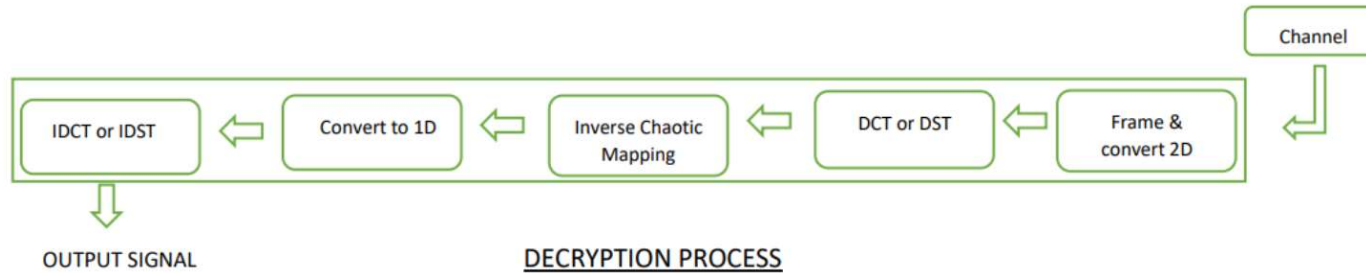 Channel
IDCT or IDST
Convert to 1D
Inverse Chaotic
Mapping
DCT or DST
Frame &
convert 2D
OUTPUT SIGNAL
DECRYPTION PROCESS